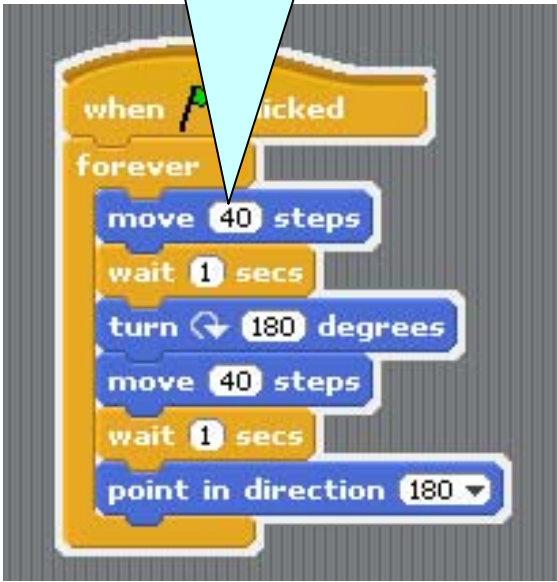 when icked
forever
move 40 steps
wait 1 secs
turn 180 degrees
move 40 steps
wait 1 secs
point in direction 180